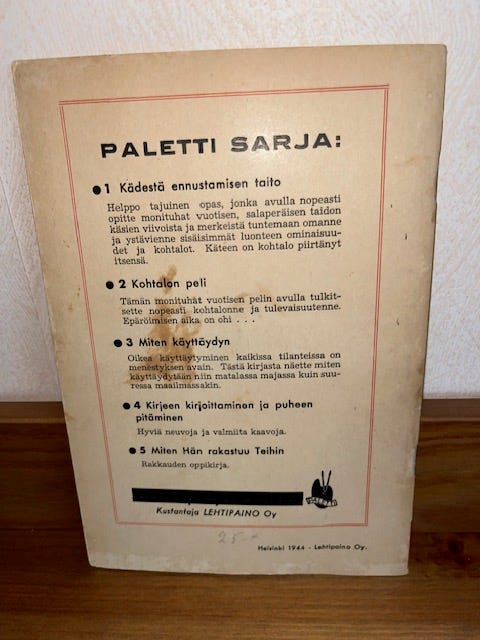 PALETTI SARJA:
● 1 Kädestä ennustamisen taito
Helppo tajuinen opas, jonka avulla nopeasti
opitte monituhat vuotisen, salaperäisen taidon
käsien viivoista ja merkeistä tuntemaan omanne
ja ystävienne sisäisimmät luonteen ominaisuu-
det ja kohtalot. Käteen on kohtalo piirtänyt
itsensä.
● 2 Kohtalon peli
Tämän monituhat vuotisen pelin avulla tulkit-
sette nopeasti kohtalonne ja tulevaisuutenne.
Epäröimisen aika on ohi . . .
● 3 Miten käyttäydyn
Oikea käyttäytyminen kaikissa tilanteissa on
menestyksen avain. Tästä kirjasta näette miten
käyttäydytään niin matalassa majassa kuin suu-
ressa maailmassakin.
● 4 Kirjeen kirjoittaminen ja puheen
pitäminen
Hyviä neuvoja ja valmiita kaavoja.
● 5 Miten Hän rakastuu Teihin
Rakkauden oppikirja.
PALETTI
Kustantaja LEHTIPAINO Oy
25-
Helsinki 1944 - Lehtipaino Oy.